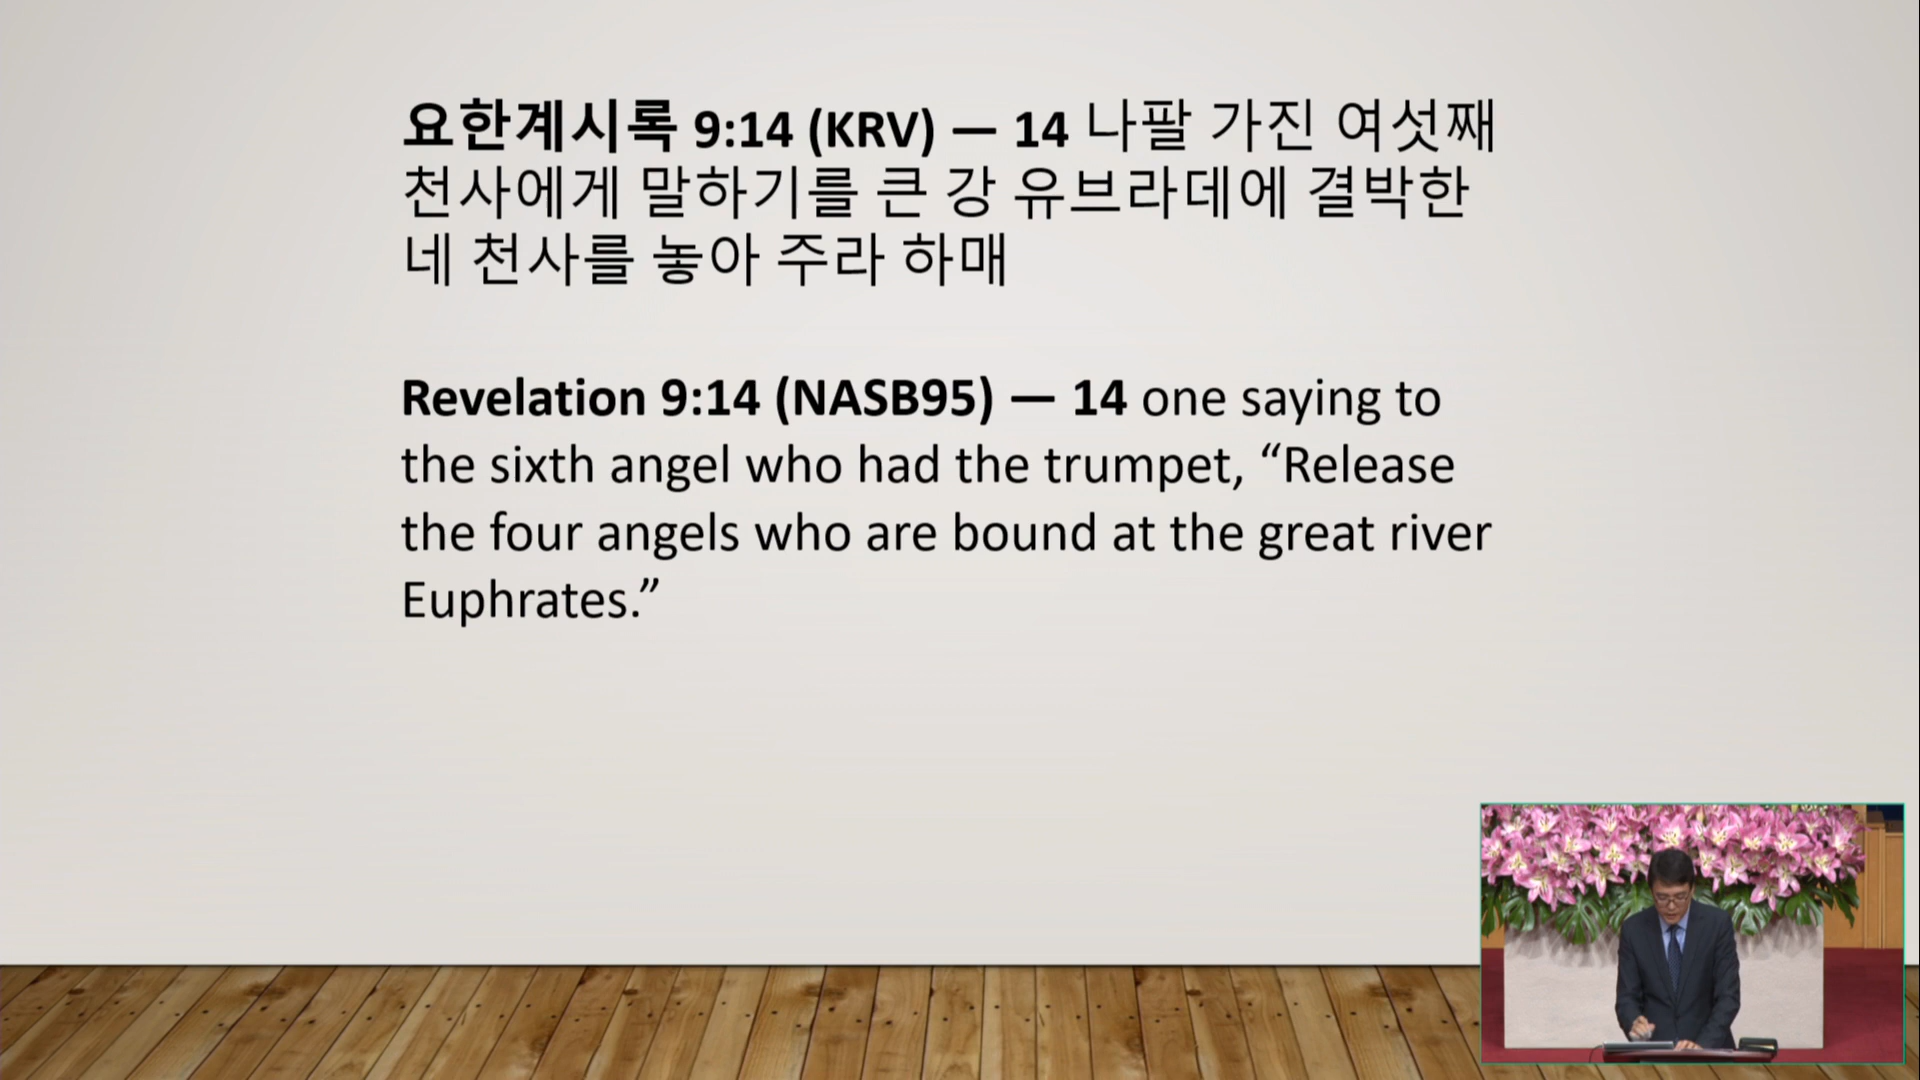 요한계시록 9:14 (KRV) — 14 나팔 가진 여섯째
천사에게 말하기를 큰 강 유브라데에 결박한
네 천사를 놓아 주라 하매
Revelation 9:14 (NASB95) — 14 one saying to
the sixth angel who had the trumpet, “Release
the four angels who are bound at the great river
Euphrates.”